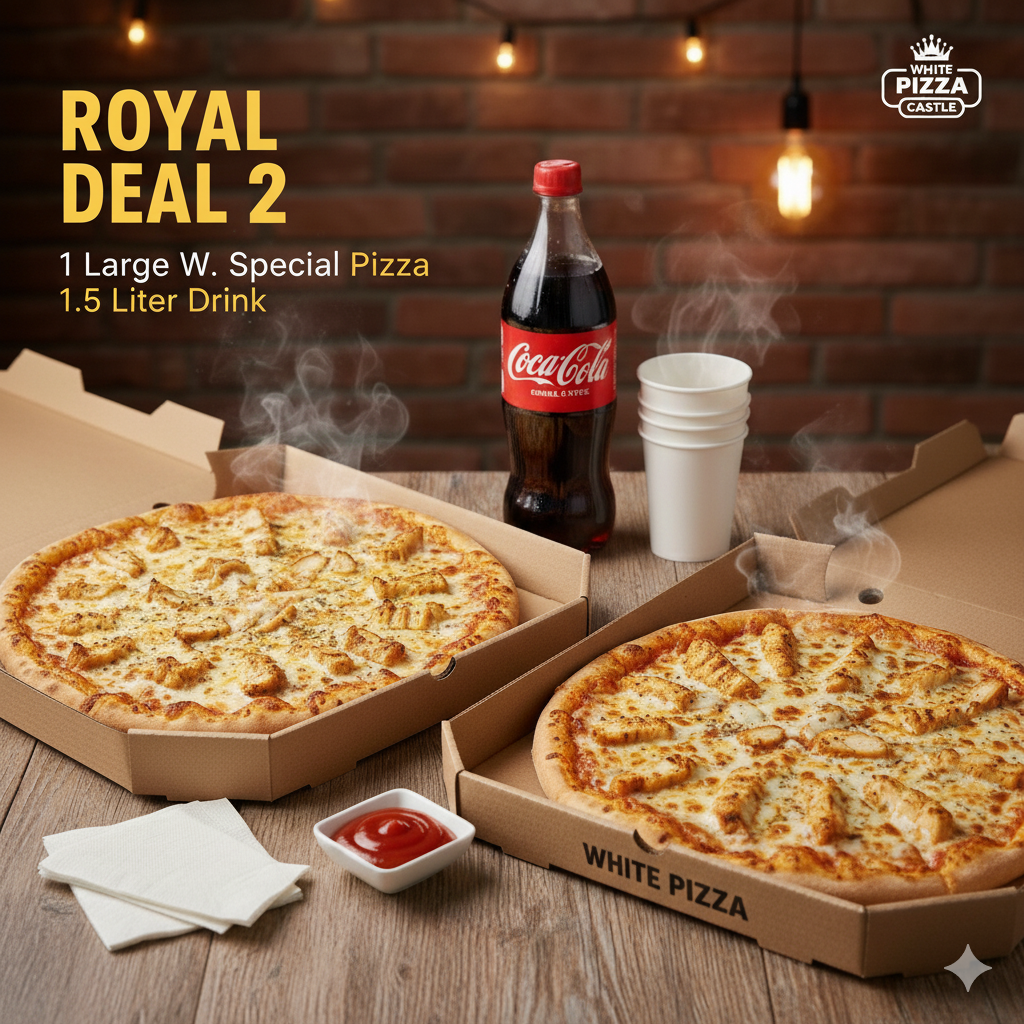 ROYAL
DEAL 2
1 Large W. Special Pizza
1.5 Liter Drink
WHITE
PIZZA
CASTLE
Coca-Cola
WHITE PIZZA